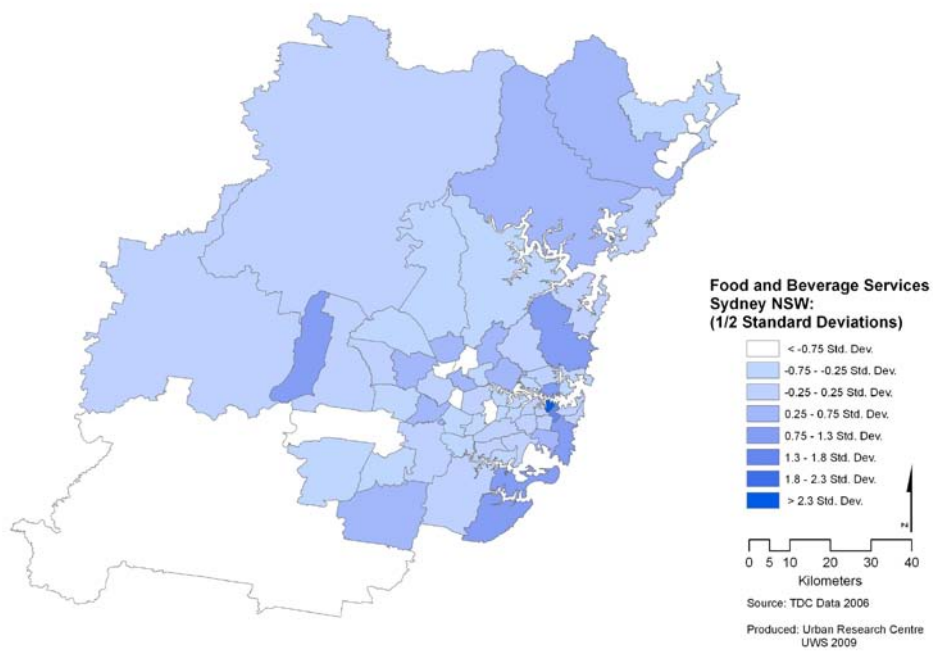 Food and Beverage Services
Sydney NSW:
(1/2 Standard Deviations)
< -0.75 Std. Dev.
-0.75 - -0.25 Std. Dev.
-0.25 - 0.25 Std. Dev.
0.25 - 0.75 Std. Dev.
0.75 - 1.3 Std. Dev.
1.3 - 1.8 Std. Dev.
1.8 - 2.3 Std. Dev.
> 2.3 Std. Dev.
N
0 5 10 20 30 40
Kilometers
Source: TDC Data 2006
Produced: Urban Research Centre
UWS 2009